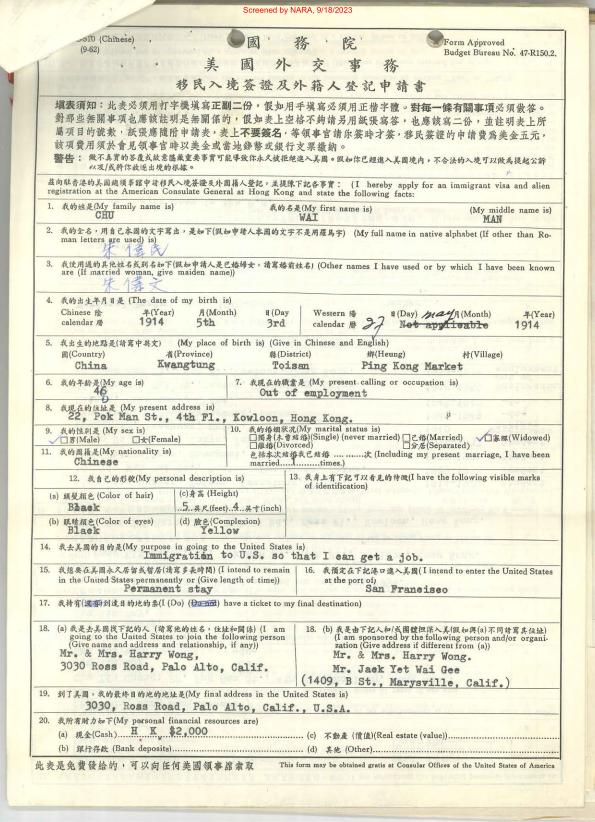 Screened by NARA, 9/18/2023
(Chinese)
(9-62)
國務院
美國外交事務
移民入境簽證及外籍人登記申請書
Form Approved
Budget Bureau No. 47-R150.2.
填表須知：此表必須用打字機填寫正副二份，假如用手填寫必須用正楷字體。對每一條有關事項必須做答。
對那些無關事項也應該註明是無關係的，假如表上空格不夠請另用紙張寫答，也應該寫二份，並註明表上所
屬項目的號數，紙張應隨附申請表，表上不要簽名，等領事官請你簽時才簽，移民簽證的申請費為美金五元，
該項費用須於會見領事官時以美金或當地錢幣或銀行支票繳納。
警告：做不真實的答產或故意隱藏重要事實可能導致你永久被拒絕進入美國。假如你已經進入美國境內，不合法的入境可以做為提起公訴
以及/或將你放逐出境的根據。
茲向駐香港的美國總領事館申請移民入境簽證及外國籍人登記，並提陳下記各事實： (I hereby apply for an immigrant visa and alien
registration at the American Consulate General at Hong Kong and state the following facts:
1. 我的姓是(My family name is) 我的名是(My first name is) (My middle name is)
CHU WAI MAN
2. 我的全名，用自己本國的文字寫出，是如下(假如申請人本國的文字不是用羅馬字) (My full name in native alphabet (If other than Ro-
man letters are used) is)
朱偉民
3. 我使用過的其他姓名或別名如下(假如申請人是已婚婦女，請寫婚前姓名) (Other names I have used or by which I have been known
are (If married woman, give maiden name))
朱偉文
4. 我的出生年月日是 (The date of my birth is)
Chinese 陰 年(Year) 月(Month) 日(Day Western 陽 日(Day) may 月(Month) 年(Year)
calendar 曆 1914 5th 3rd calendar 曆 27 Not applicable 1914
5. 我出生的地點是(請寫中英文) (My place of birth is) (Give in Chinese and English)
國(Country) 省(Province) 縣(District) 鄉(Heung) 村(Village)
China Kwangtung Toisan Ping Kong Market
6. 我的年齡是(My age is) 7. 我現在的職業是 (My present calling or occupation is)
46 Out of employment
8. 我現在的住址是 (My present address is)
22, Pok Man St., 4th Fl., Kowloon, Hong Kong.
9. 我的性別是(My sex is) 10. 我的婚姻狀況(My marital status is)
✓□男(Male) □女(Female) □獨身(未曾結婚)(Single) (never married) □已婚(Married) ✓□寡鰥(Widowed)
□離婚(Divorced) □分居(Separated)
11. 我的國籍是(My nationality is) 包括本次結婚我已結婚............次 (Including my present marriage, I have been
Chinese married....1....times.)
12. 我自己的形貌(My personal description is) 13. 我身上有下記可以看見的特徵(I have the following visible marks
of identification)
(a) 頭髮顏色(Color of hair) (c)身高 (Height)
Black 5 英尺(feet) 4 英寸(inch)
(b) 眼睛顏色(Color of eyes) (d) 臉色(Complexion)
Black Yellow
14. 我去美國的目的是(My purpose in going to the United States is)
Immigration to U.S. so that I can get a job.
15. 我想要在美國永久居留或暫居(請寫多長時間) (I intend to remain 16. 我預定在下記港口進入美國(I intend to enter the United States
in the United States permanently or (Give length of time)) at the port of)
Permanent stay San Francisco
17. 我持有到達目的地的票(I (Do) (Do not) have a ticket to my final destination)
18. (a) 我是去美國找下記的人 (請寫他的姓名，住址和關係) (I am 18. (b) 我是由下記人和/或團體担保入美(假如與(a)不同請寫其住址)
going to the United States to join the following person (I am sponsored by the following person and/or organi-
(Give name and address and relationship, if any)) zation (Give address if different from (a))
Mr. & Mrs. Harry Wong, Mr. & Mrs. Harry Wong.
3030 Ross Road, Palo Alto, Calif. Mr. Jack Yet Wai Gee
(1409, B St., Marysville, Calif.)
19. 到了美國，我的最終目的地的地址是(My final address in the United States is)
3030, Ross Road, Palo Alto, Calif., U.S.A.
20. 我所有財力如下(My personal financial resources are)
(a) 現金(Cash) H K $2,000 (c) 不動產 (價值)(Real estate (value))
(b) 銀行存款 (Bank deposits) (d) 其他 (Other)
此表是免費發給的，可以向任何美國領事館索取 This form may be obtained gratis at Consular Offices of the United States of America